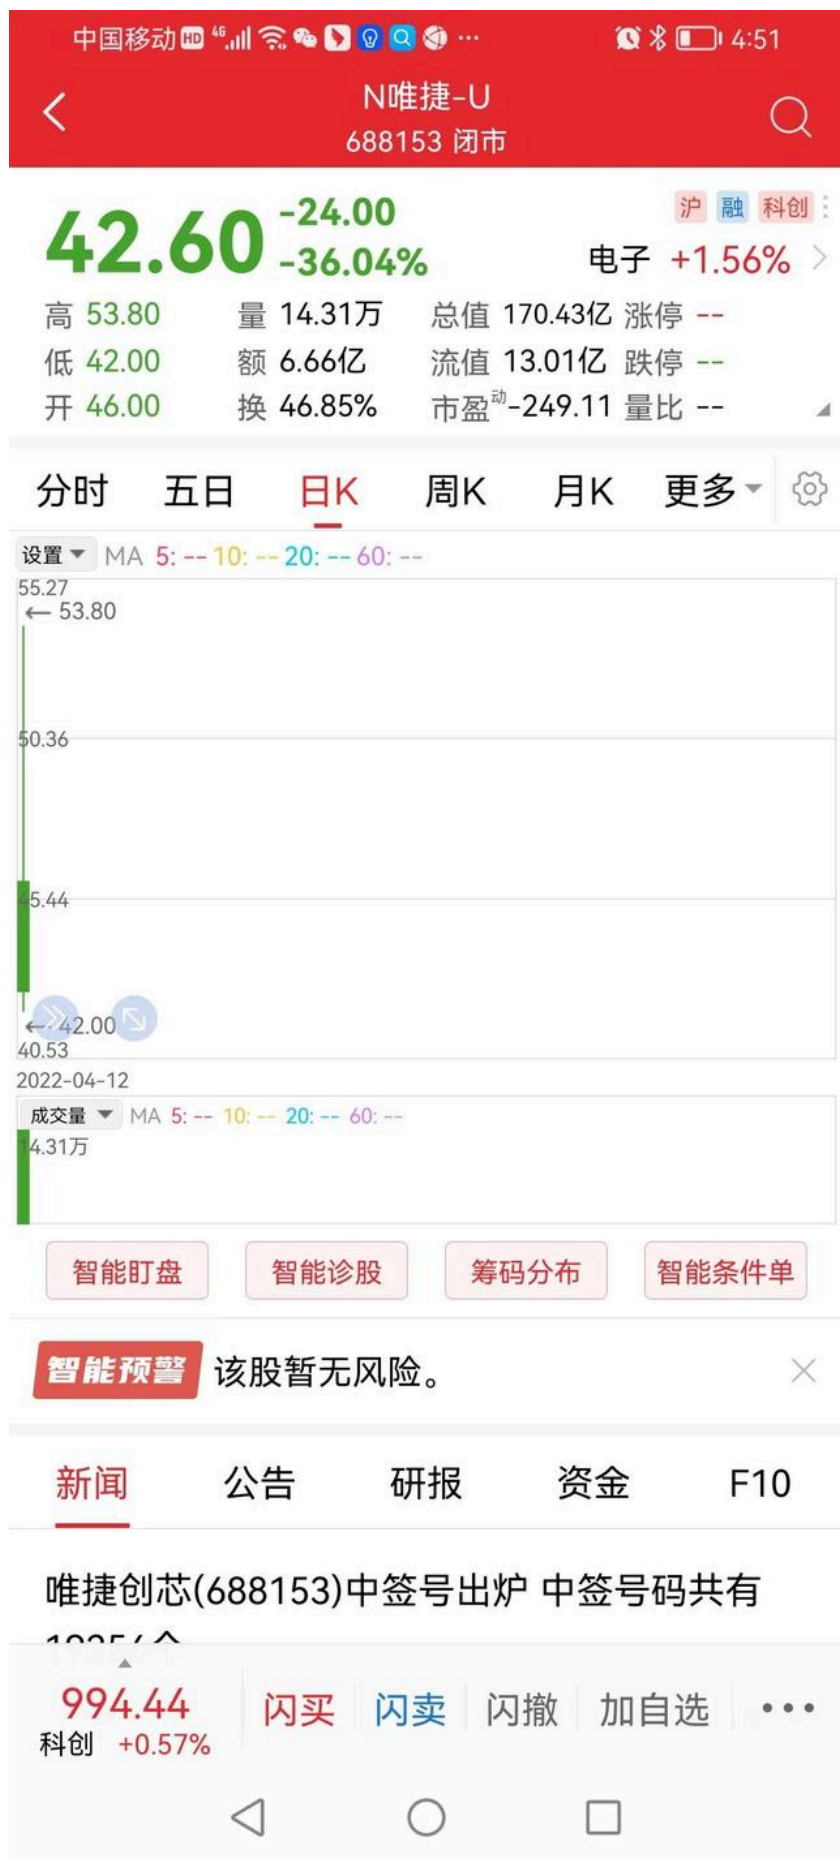 中国移动 HD 4G 4:51
N唯捷-U
688153 闭市
42.60 -24.00 -36.04%
沪 融 科创
电子 +1.56%
高 53.80 量 14.31万 总值 170.43亿 涨停 --
低 42.00 额 6.66亿 流值 13.01亿 跌停 --
开 46.00 换 46.85% 市盈动 -249.11 量比 --
分时 五日 日K 周K 月K 更多
设置 MA 5: -- 10: -- 20: -- 60: --
55.27
← 53.80
50.36
45.44
← 42.00
40.53
2022-04-12
成交量 MA 5: -- 10: -- 20: -- 60: --
14.31万
智能盯盘 智能诊股 筹码分布 智能条件单
智能预警 该股暂无风险。
新闻 公告 研报 资金 F10
唯捷创芯(688153)中签号出炉 中签号码共有
994.44
科创 +0.57%
闪买 闪卖 闪撤 加自选